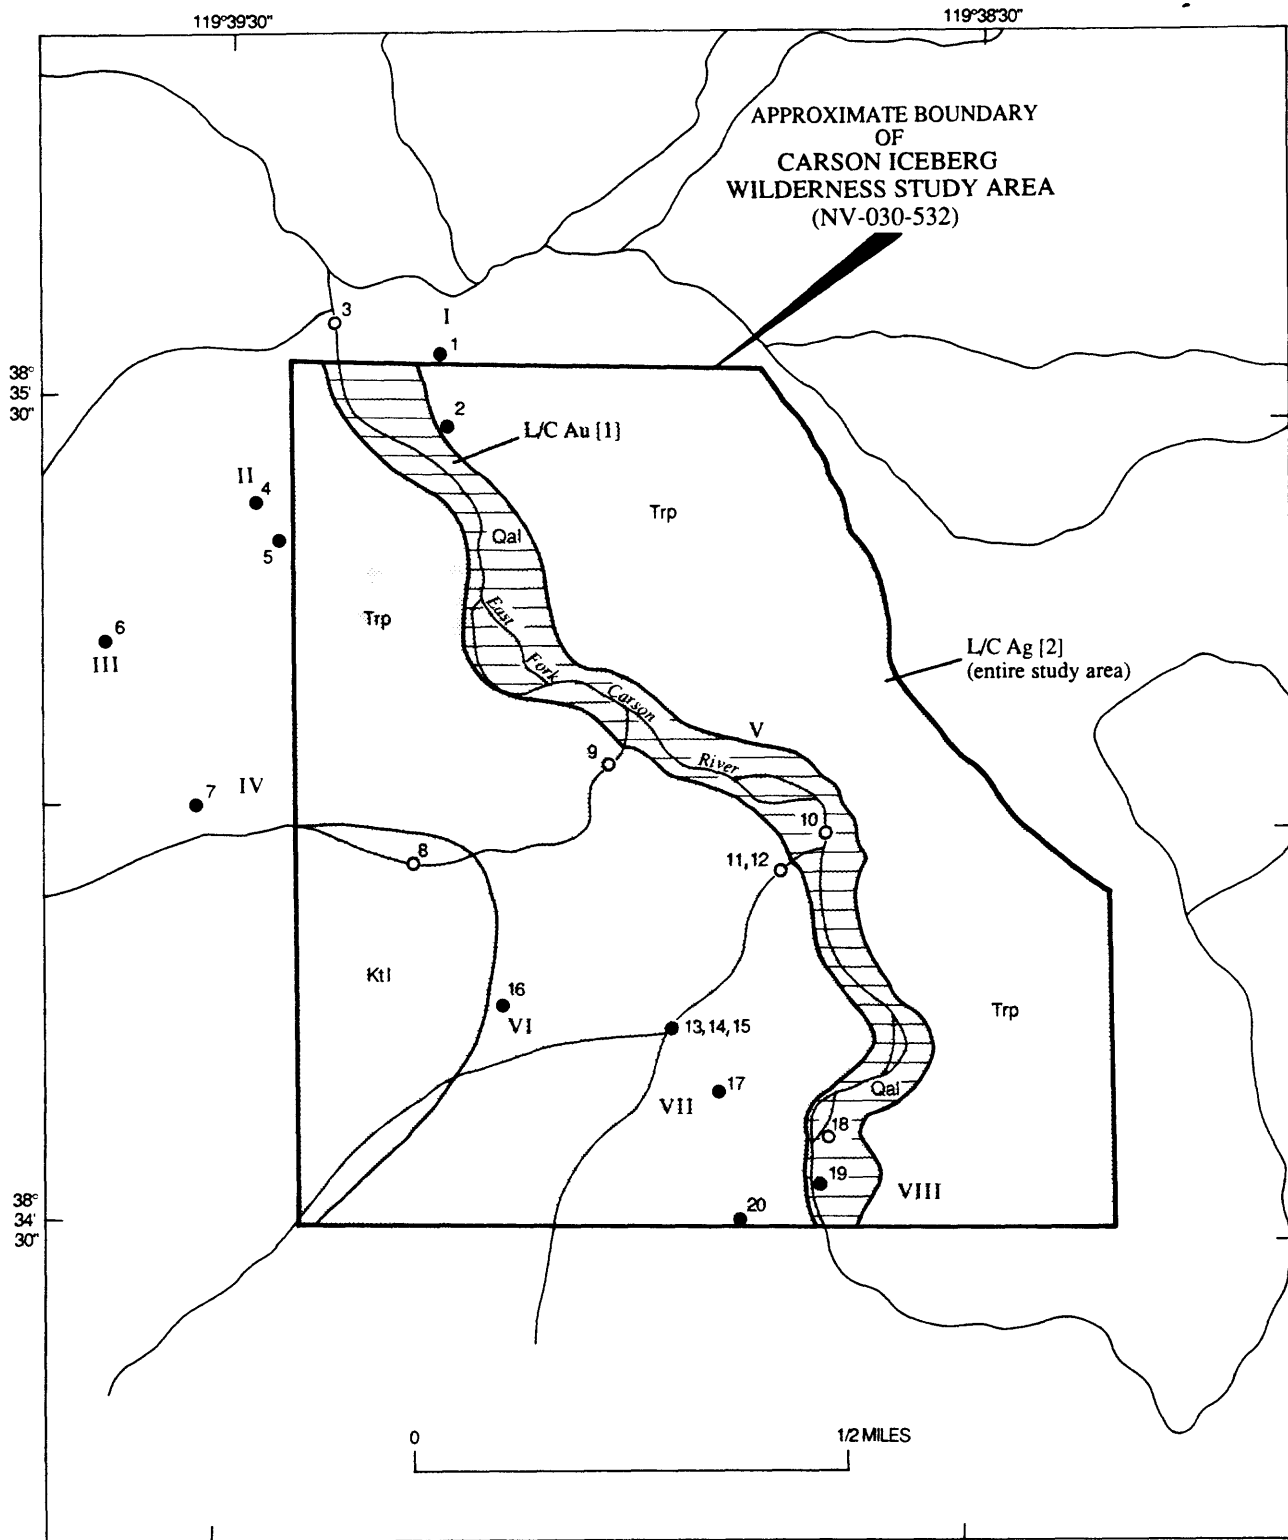 119°39'30"
119°38'30"
APPROXIMATE BOUNDARY
OF
CARSON ICEBERG
WILDERNESS STUDY AREA
(NV-030-532)
3
I
1
38°
35'
30"
2
L/C Au [1]
II
4
Trp
Qal
5
Trp
East
6
III
L/C Ag [2]
(entire study area)
Fork
Carson
V
River
9
IV
7
10
8
11, 12
Ktl
16
VI
Trp
13, 14, 15
17
VII
Qal
18
19
VIII
38°
34'
30"
20
0
1/2 MILES